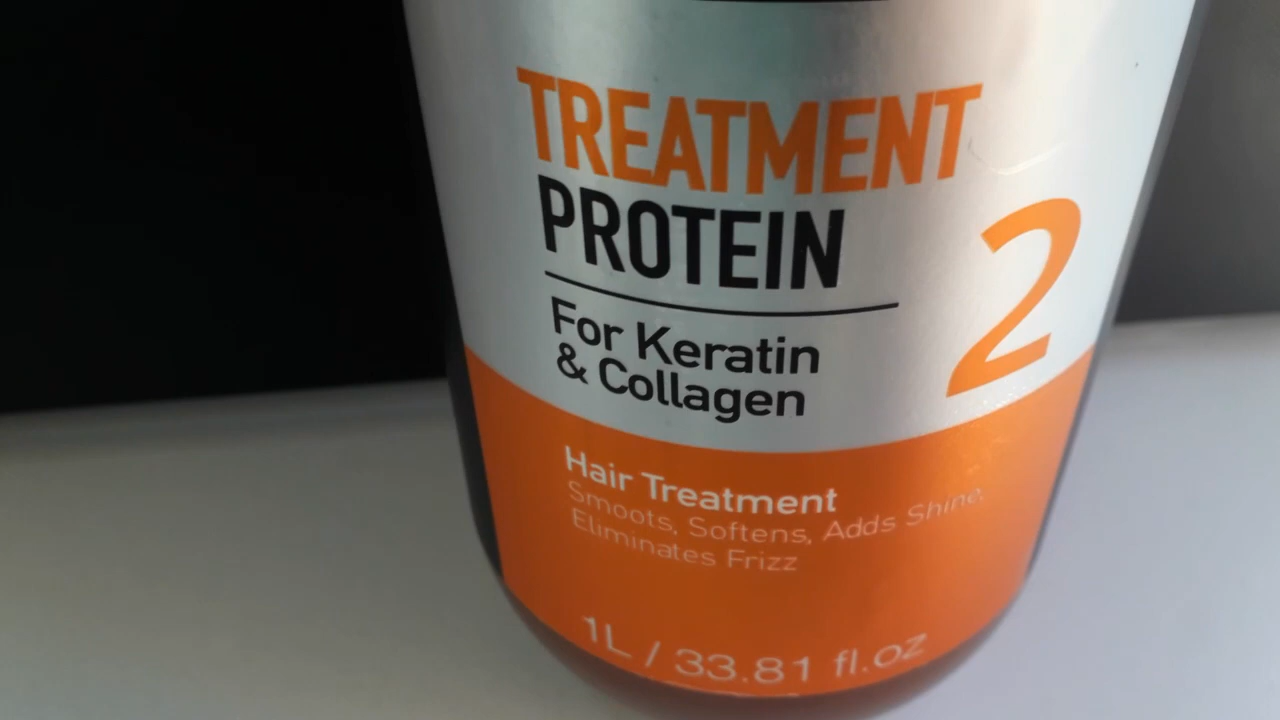 TREATMENT
PROTEIN
2
For Keratin
& Collagen
Hair Treatment
Smoots, Softens, Adds Shine,
Eliminates Frizz
1L / 33.81 fl.oz